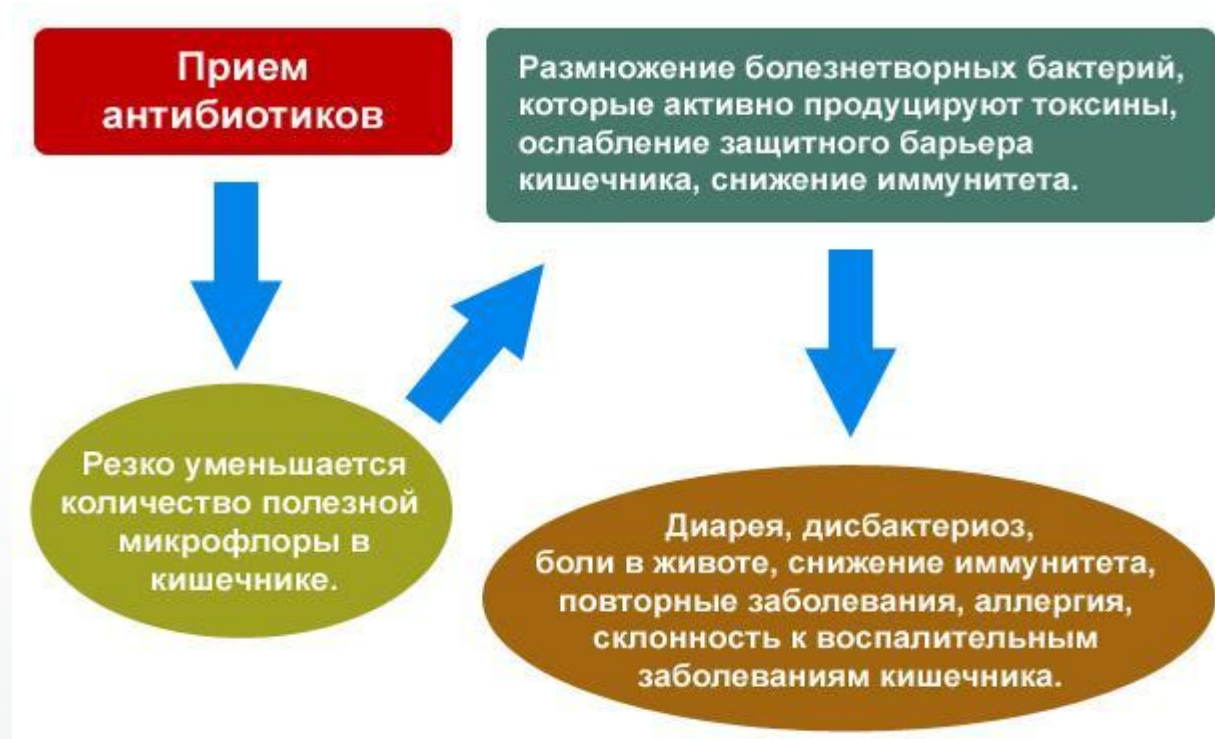 Прием
антибиотиков
Резко уменьшается
количество полезной
микрофлоры в
кишечнике.
Размножение болезнетворных бактерий,
которые активно продуцируют токсины,
ослабление защитного барьера
кишечника, снижение иммунитета.
Диарея, дисбактериоз,
боли в животе, снижение иммунитета,
повторные заболевания, аллергия,
склонность к воспалительным
заболеваниям кишечника.